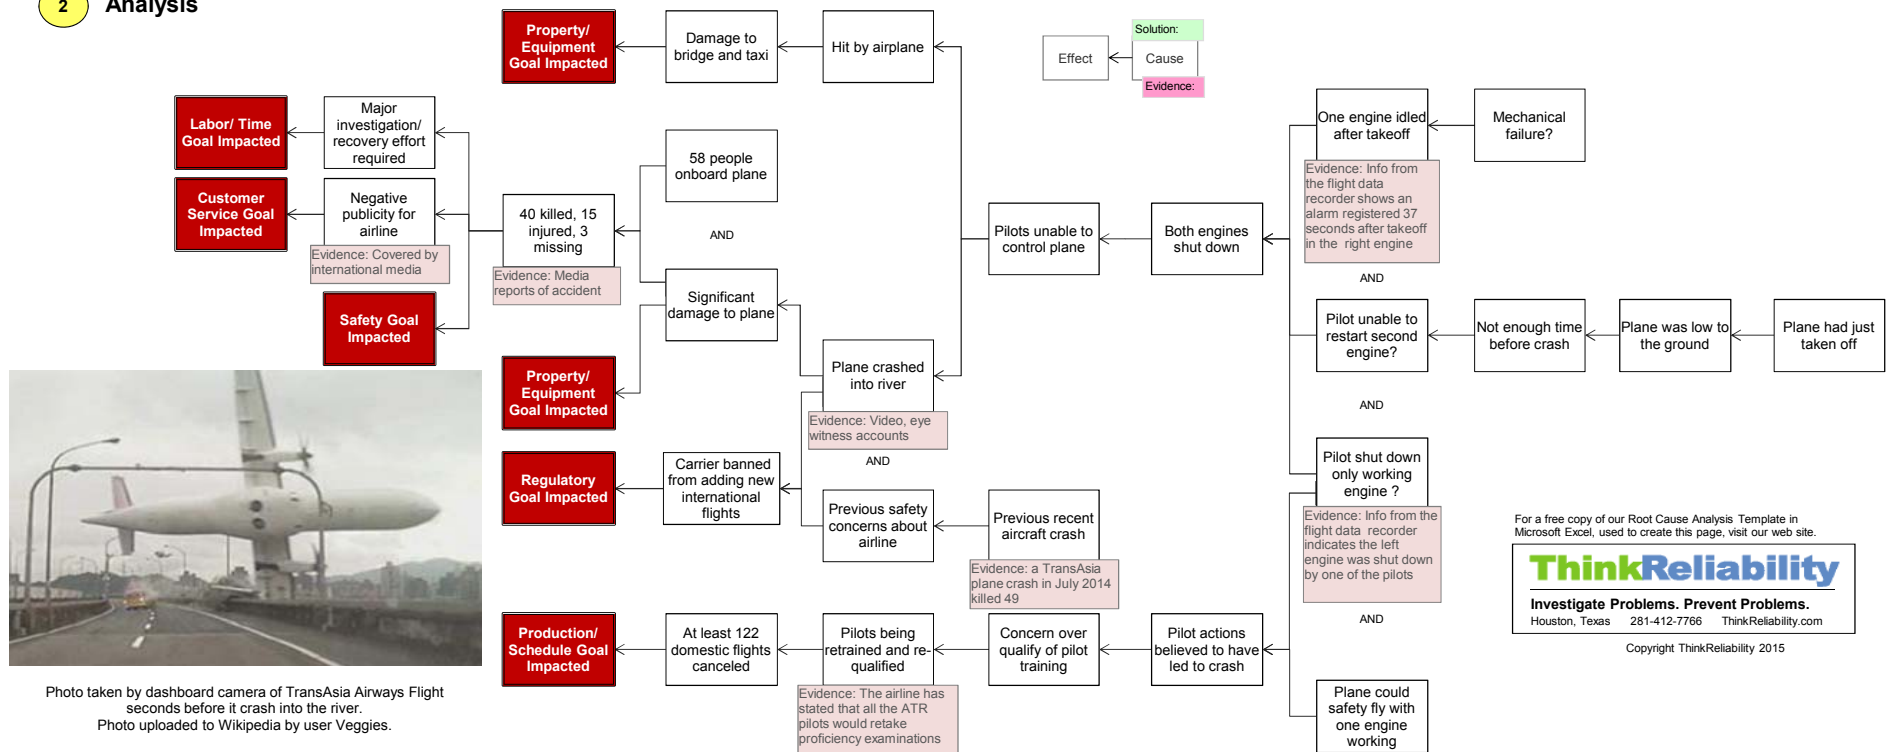 2
Analysis
Property/
Equipment
Goal Impacted
Damage to
bridge and taxi
Hit by airplane
Effect
Solution:
Cause
Evidence:
Labor/ Time
Goal Impacted
Major
investigation/
recovery effort
required
Customer
Service Goal
Impacted
Negative
publicity for
airline
Evidence: Covered by
international media
Safety Goal
Impacted
40 killed, 15
injured, 3
missing
Evidence: Media
reports of accident
58 people
onboard plane
AND
Significant
damage to plane
Property/
Equipment
Goal Impacted
Plane crashed
into river
Evidence: Video, eye
witness accounts
AND
Pilots unable to
control plane
Both engines
shut down
One engine idled
after takeoff
Evidence: Info from
the flight data
recorder shows an
alarm registered 37
seconds after takeoff
in the right engine
Mechanical
failure?
AND
Pilot unable to
restart second
engine?
Not enough time
before crash
Plane was low to
the ground
Plane had just
taken off
AND
Pilot shut down
only working
engine ?
Evidence: Info from the
flight data recorder
indicates the left
engine was shut down
by one of the pilots
AND
Plane could
safety fly with
one engine
working
Regulatory
Goal Impacted
Carrier banned
from adding new
international
flights
Previous safety
concerns about
airline
Previous recent
aircraft crash
Evidence: a TransAsia
plane crash in July 2014
killed 49
Production/
Schedule Goal
Impacted
At least 122
domestic flights
canceled
Pilots being
retrained and re-
qualified
Evidence: The airline has
stated that all the ATR
pilots would retake
proficiency examinations
Concern over
qualify of pilot
training
Pilot actions
believed to have
led to crash
Photo taken by dashboard camera of TransAsia Airways Flight
seconds before it crash into the river.
Photo uploaded to Wikipedia by user Veggies.
For a free copy of our Root Cause Analysis Template in
Microsoft Excel, used to create this page, visit our web site.
ThinkReliability
Investigate Problems. Prevent Problems.
Houston, Texas 281-412-7766 ThinkReliability.com
Copyright ThinkReliability 2015